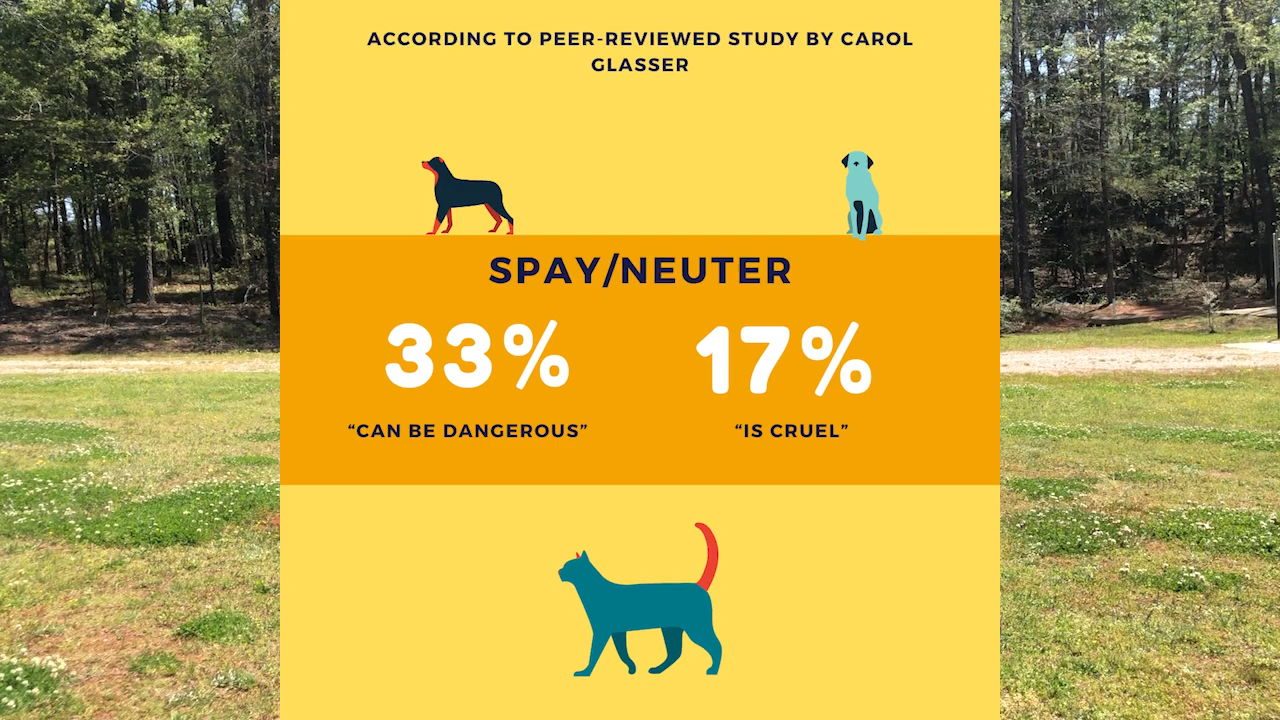 ACCORDING TO PEER-REVIEWED STUDY BY CAROL
GLASSER
SPAY/NEUTER
33% 17%
“CAN BE DANGEROUS” “IS CRUEL”